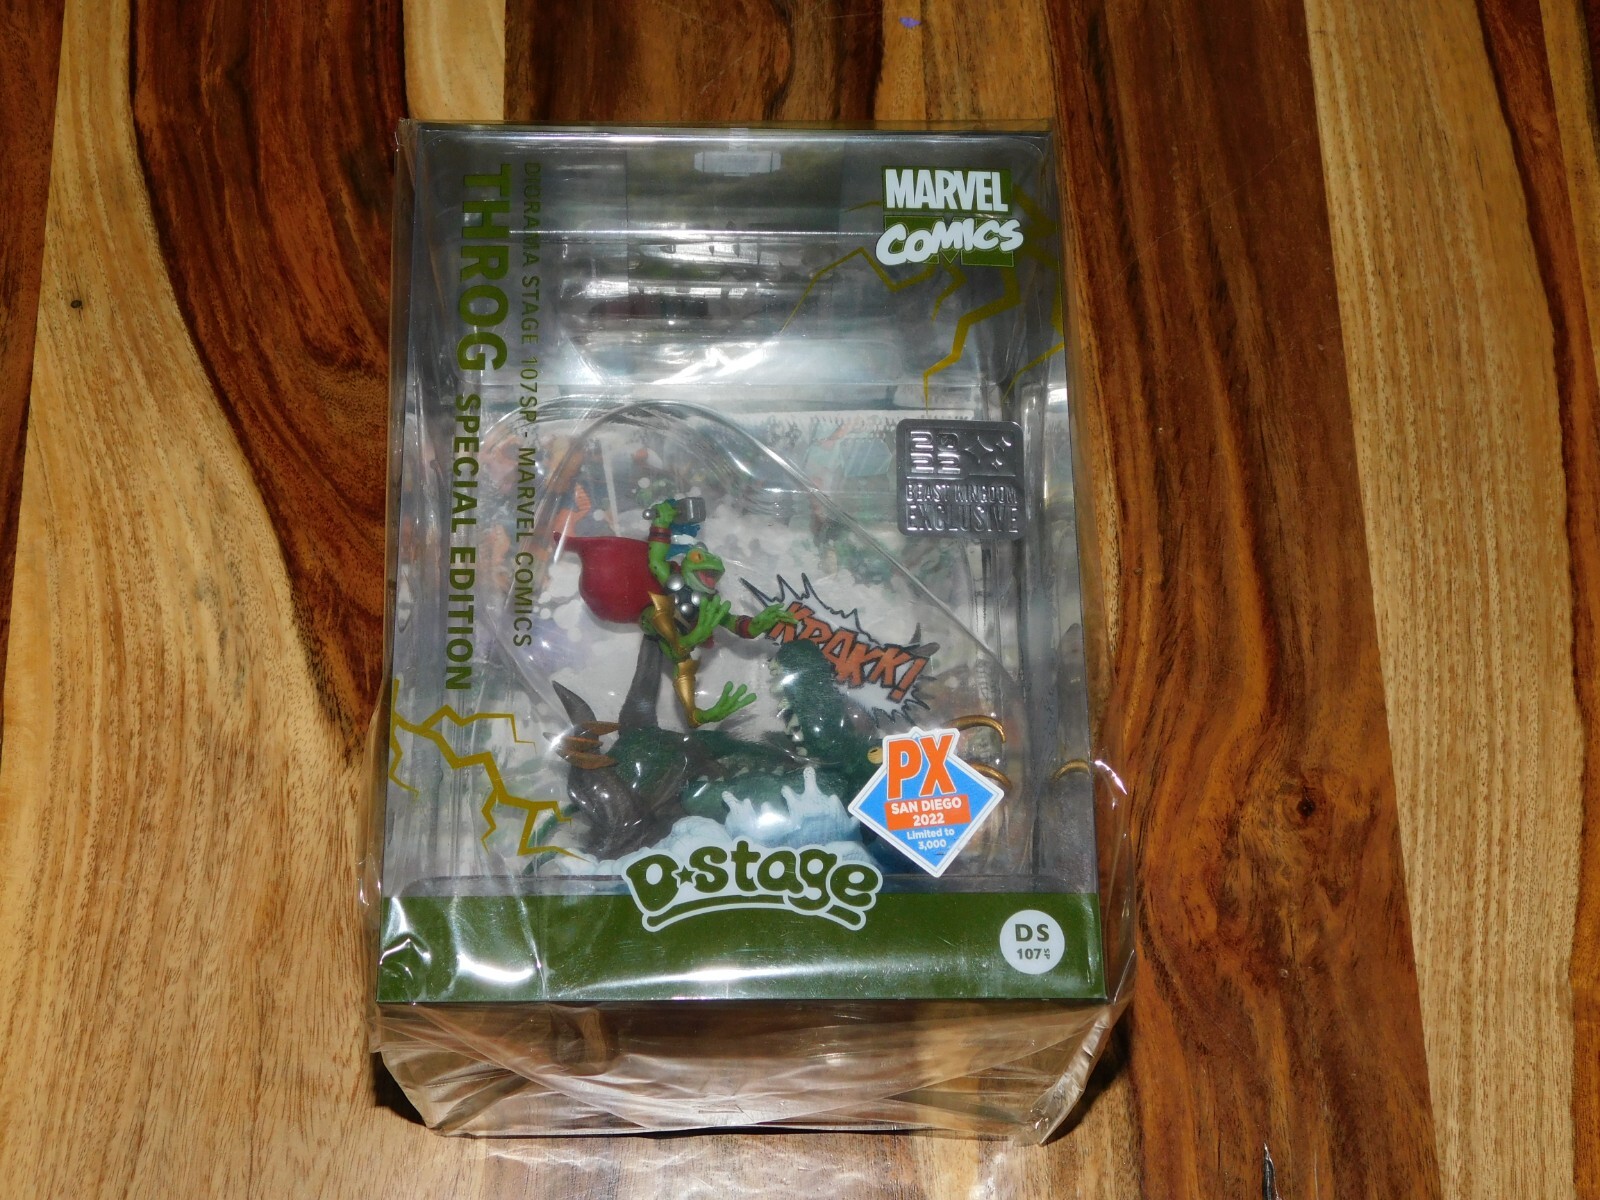 MARVEL
COMICS
DIORAMA STAGE 107SP - MARVEL COMICS
THROG SPECIAL EDITION
2022
BEAST KINGDOM
EXCLUSIVE
KRAKK!
PX
SAN DIEGO
2022
Limited to
3,000
D★stage
DS
107 SP